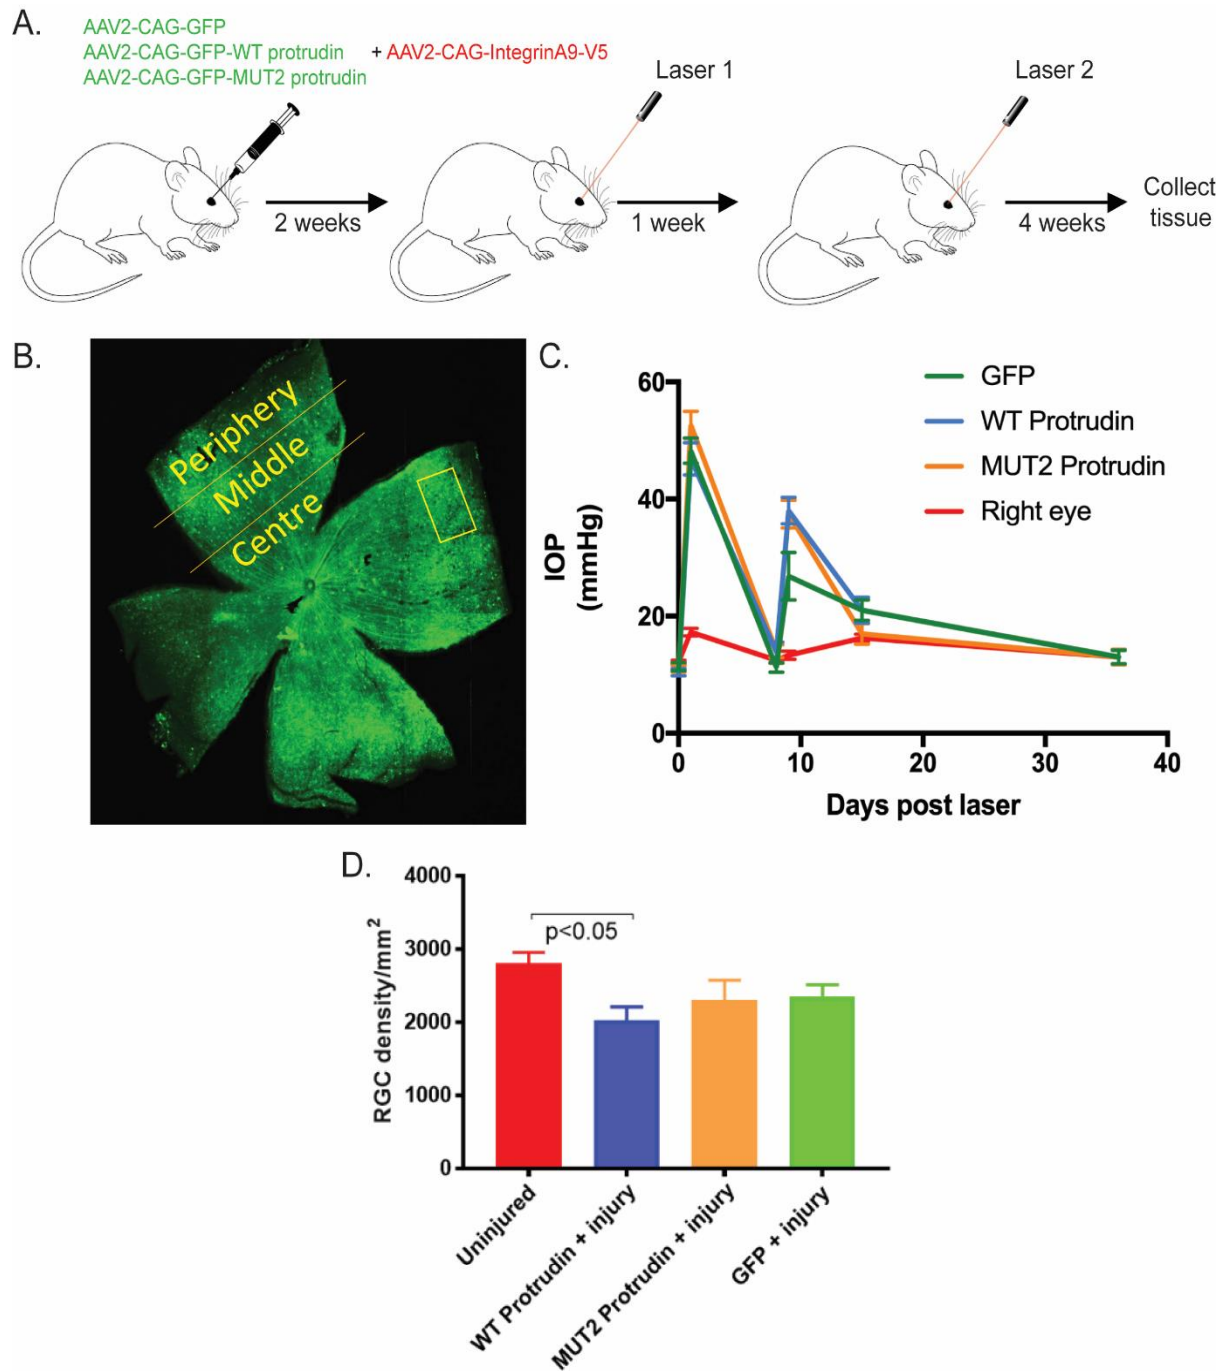 A.
AAV2-CAG-GFP
AAV2-CAG-GFP-WT protrudin + AAV2-CAG-IntegrinA9-V5
AAV2-CAG-GFP-MUT2 protrudin
Laser 1
Laser 2
2 weeks
1 week
4 weeks
Collect
tissue
B.
Periphery
Middle
Centre
C.
GFP
WT Protrudin
MUT2 Protrudin
Right eye
IOP
(mmHg)
60
40
20
0
0 10 20 30 40
Days post laser
D.
RGC density/mm²
4000
3000
2000
1000
0
p<0.05
Uninjured
WT Protrudin + injury
MUT2 Protrudin + injury
GFP + injury